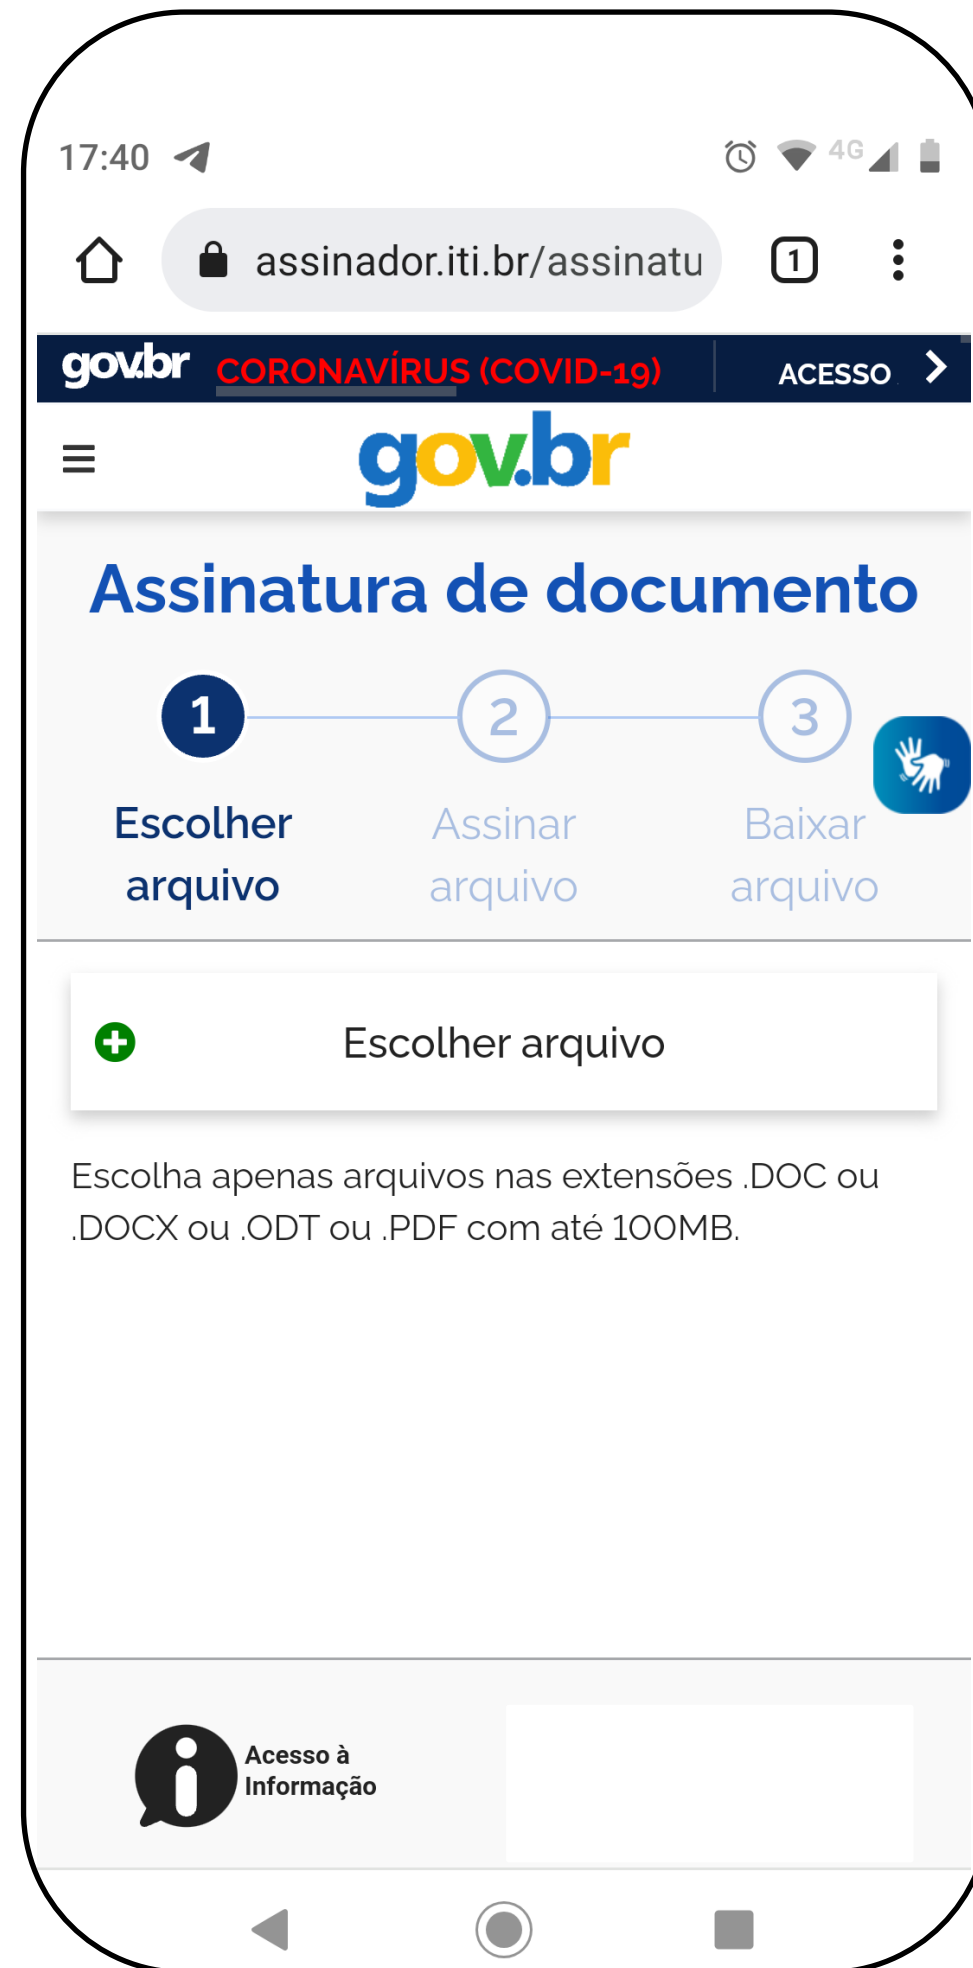 17:40
4G
assinador.iti.br/assinatu
1
gov.br CORONAVÍRUS (COVID-19) ACESSO
gov.br
Assinatura de documento
1 2 3
Escolher arquivo
Assinar arquivo
Baixar arquivo
Escolher arquivo
Escolha apenas arquivos nas extensões .DOC ou
.DOCX ou .ODT ou .PDF com até 100MB.
Acesso à
Informação